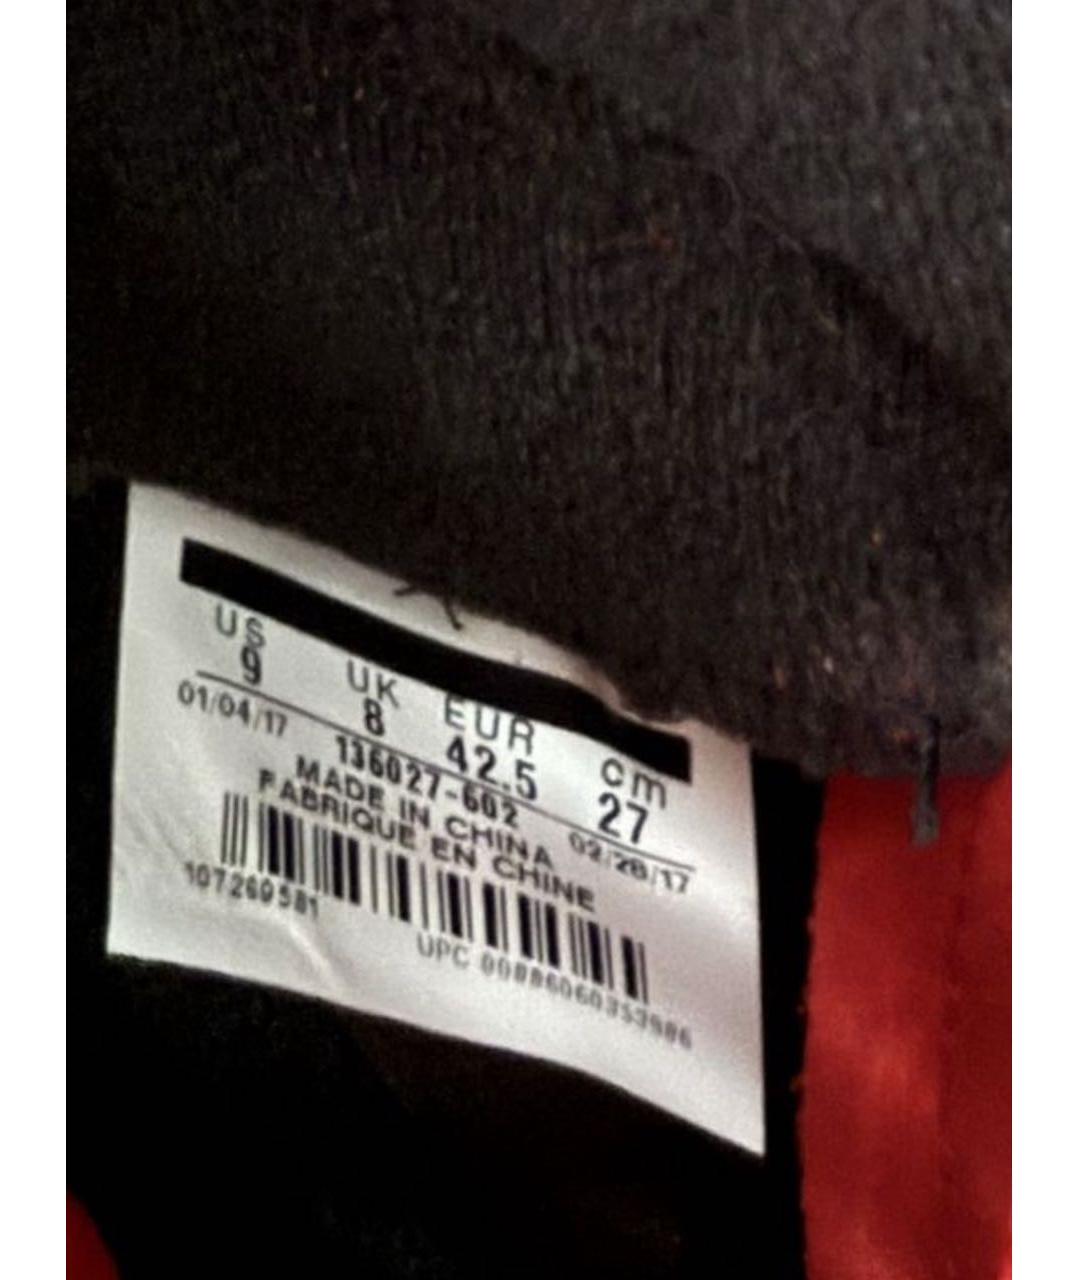 US UK EUR cm
9 8 42.5 27
01/04/17 136027-602 02/28/17
MADE IN CHINA
FABRIQUE EN CHINE
107269581
UPC 00886060353986